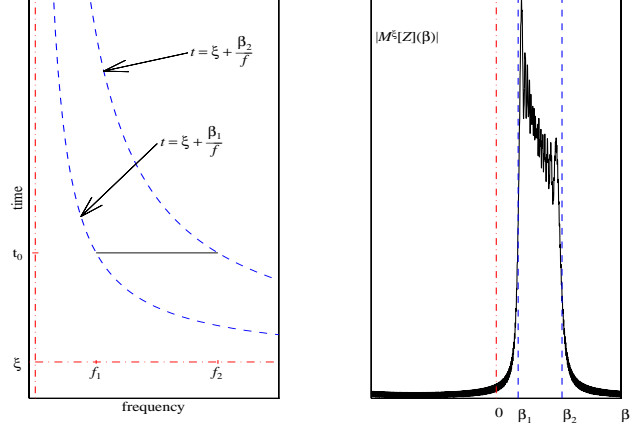 t = ξ + β₂/f
t = ξ + β₁/f
time
t₀
ξ
f₁
f₂
frequency
|M^ξ[Z](β)|
0
β₁
β₂
β